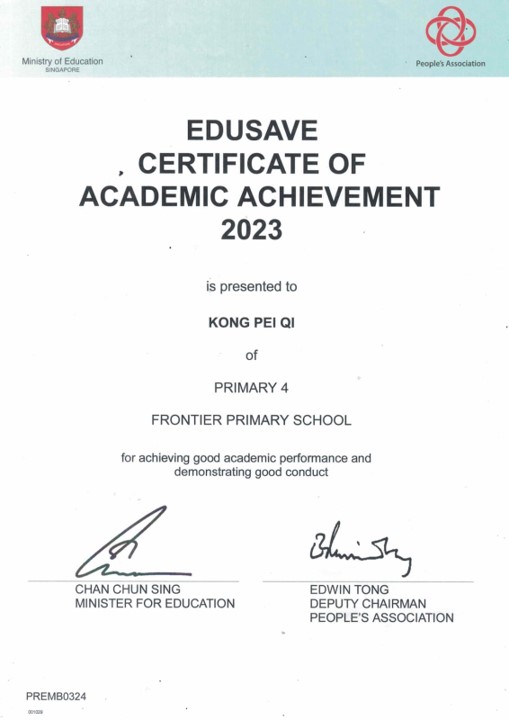 Ministry of Education
SINGAPORE
People's Association
EDUSAVE
CERTIFICATE OF
ACADEMIC ACHIEVEMENT
2023
is presented to
KONG PEI QI
of
PRIMARY 4
FRONTIER PRIMARY SCHOOL
for achieving good academic performance and
demonstrating good conduct
CHAN CHUN SING
MINISTER FOR EDUCATION
EDWIN TONG
DEPUTY CHAIRMAN
PEOPLE'S ASSOCIATION
PREMB0324